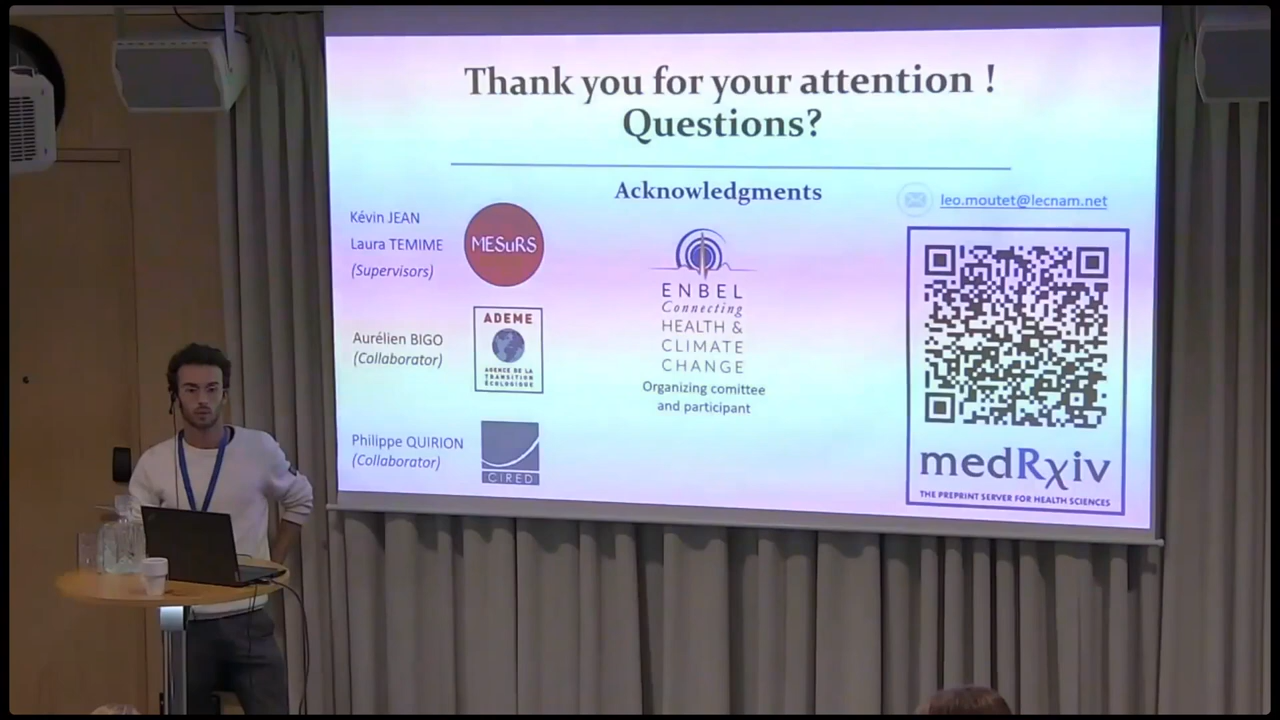 Thank you for your attention !
Questions?
Acknowledgments
leo.moutet@lecnam.net
Kévin JEAN
Laura TEMIME
(Supervisors)
MESuRS
Aurélien BIGO
(Collaborator)
ADEME
AGENCE DE LA
TRANSITION
ÉCOLOGIQUE
Philippe QUIRION
(Collaborator)
CIRED
ENBEL
Connecting
HEALTH &
CLIMATE
CHANGE
Organizing comittee
and participant
medRxiv
THE PREPRINT SERVER FOR HEALTH SCIENCES